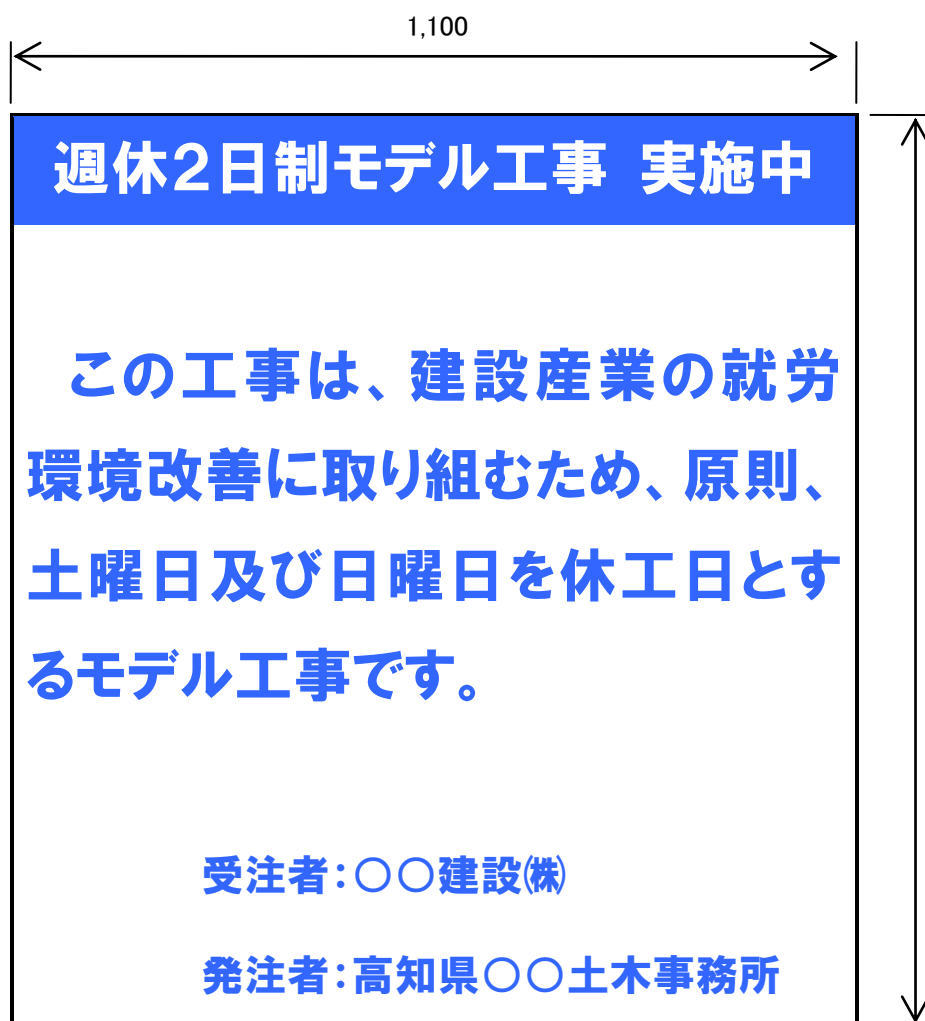 1,100
週休2日制モデル工事 実施中
この工事は、建設産業の就労
環境改善に取り組むため、原則、
土曜日及び日曜日を休工日とす
るモデル工事です。
受注者:〇〇建設㈱
発注者:高知県〇〇土木事務所